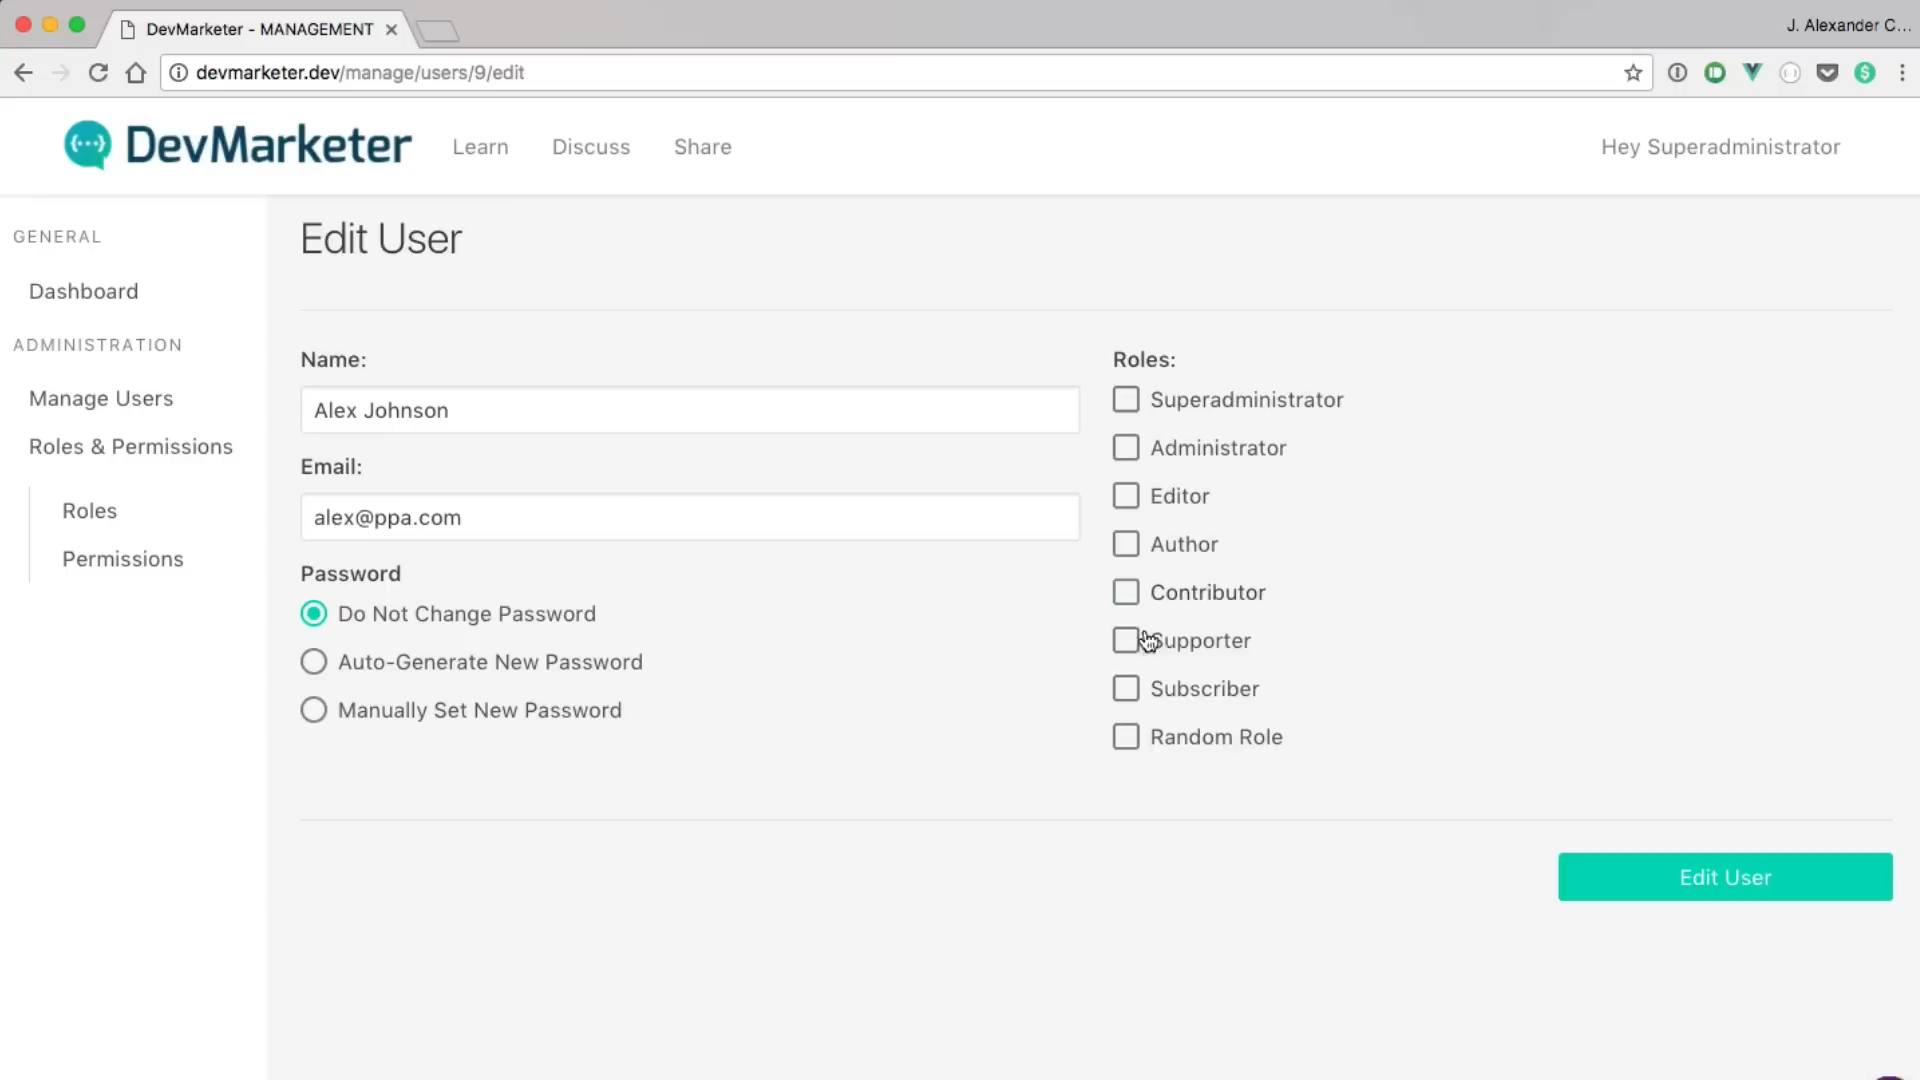 DevMarketer - MANAGEMENT
J. Alexander C...
devmarketer.dev/manage/users/9/edit
DevMarketer
Learn
Discuss
Share
Hey Superadministrator
GENERAL
Dashboard
ADMINISTRATION
Manage Users
Roles & Permissions
Roles
Permissions
Edit User
Name:
Alex Johnson
Email:
alex@ppa.com
Password
Do Not Change Password
Auto-Generate New Password
Manually Set New Password
Roles:
Superadministrator
Administrator
Editor
Author
Contributor
Supporter
Subscriber
Random Role
Edit User